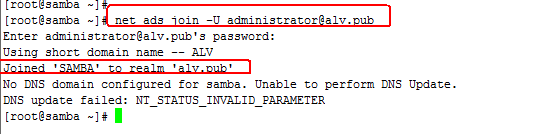 [root@samba ~]#
[root@samba ~]# net ads join -U administrator@alv.pub
Enter administrator@alv.pub's password:
Using short domain name -- ALV
Joined 'SAMBA' to realm 'alv.pub'
No DNS domain configured for samba. Unable to perform DNS Update.
DNS update failed: NT_STATUS_INVALID_PARAMETER
[root@samba ~]#